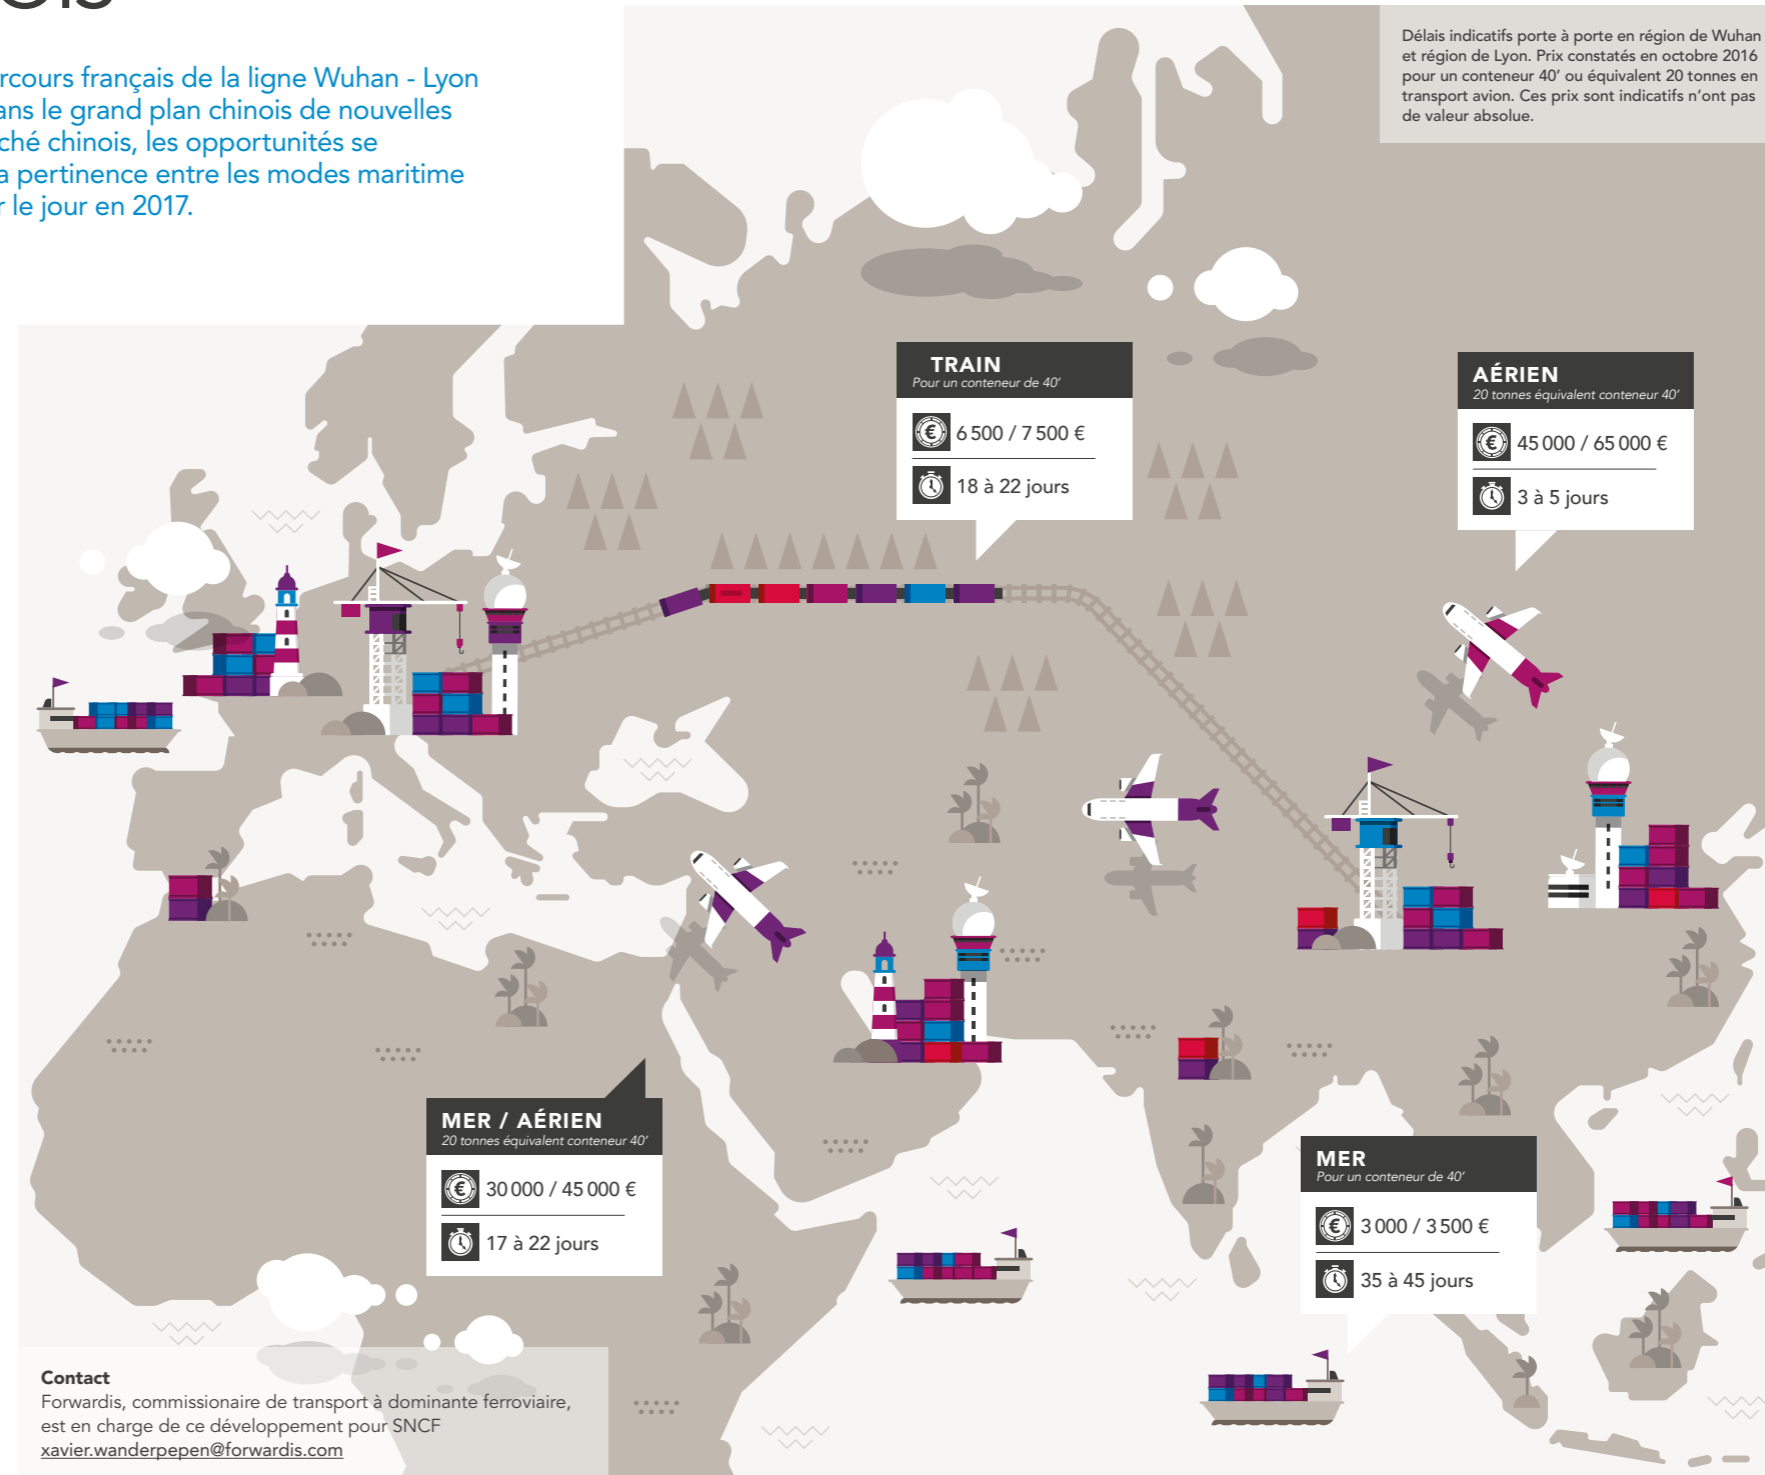 rcours français de la ligne Wuhan - Lyon
ans le grand plan chinois de nouvelles
ché chinois, les opportunités se
a pertinence entre les modes maritime
r le jour en 2017.
Délais indicatifs porte à porte en région de Wuhan
et région de Lyon. Prix constatés en octobre 2016
pour un conteneur 40’ ou équivalent 20 tonnes en
transport avion. Ces prix sont indicatifs n’ont pas
de valeur absolue.
TRAIN
Pour un conteneur de 40’
€ 6 500 / 7 500 €
18 à 22 jours
AÉRIEN
20 tonnes équivalent conteneur 40’
€ 45 000 / 65 000 €
3 à 5 jours
MER / AÉRIEN
20 tonnes équivalent conteneur 40’
€ 30 000 / 45 000 €
17 à 22 jours
MER
Pour un conteneur de 40’
€ 3 000 / 3 500 €
35 à 45 jours
Contact
Forwardis, commissionaire de transport à dominante ferroviaire,
est en charge de ce développement pour SNCF
xavier.wanderpepen@forwardis.com